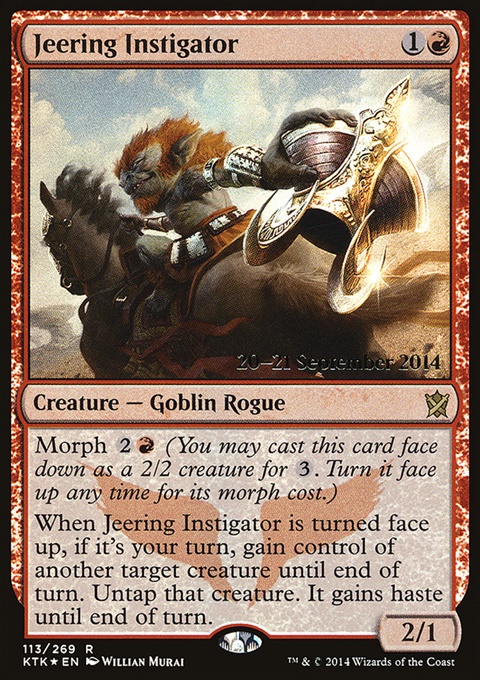 Jeering Instigator 1
20–21 September 2014
Creature — Goblin Rogue
Morph 2 (You may cast this card face
down as a 2/2 creature for 3. Turn it face
up any time for its morph cost.)
When Jeering Instigator is turned face
up, if it's your turn, gain control of
another target creature until end of
turn. Untap that creature. It gains haste
until end of turn.
2/1
113/269 R
KTK★EN Willian Murai
™ & © 2014 Wizards of the Coast